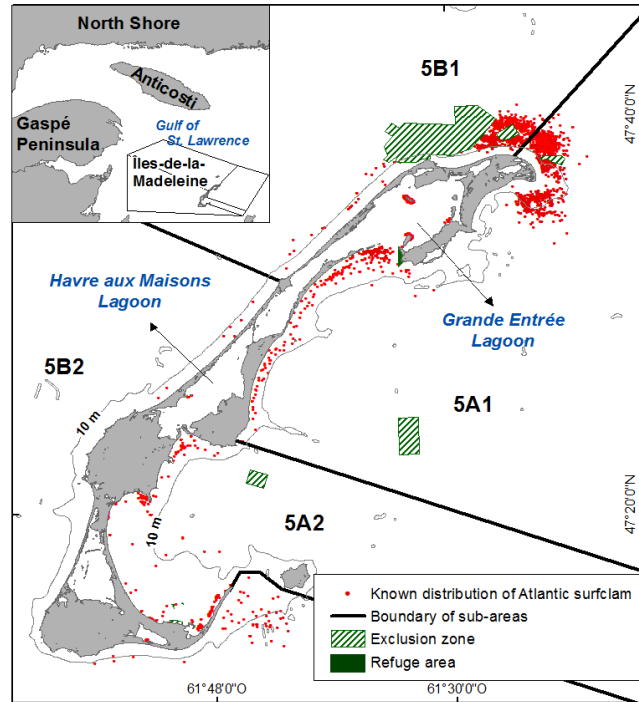 North Shore
Anticosti
Gaspé
Peninsula
Gulf of
St. Lawrence
Îles-de-la-
Madeleine
5B1
47°40'0"N
Havre aux Maisons
Lagoon
Grande Entrée
Lagoon
5B2
5A1
10 m
10 m
5A2
47°20'0"N
Known distribution of Atlantic surfclam
Boundary of sub-areas
Exclusion zone
Refuge area
61°48'0"O
61°30'0"O